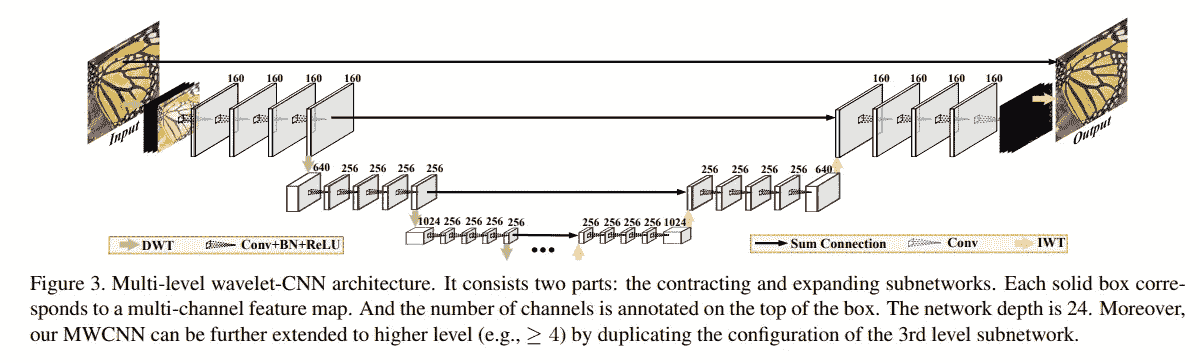 160 160 160 160
160 160 160 160
Input
Output
640 256 256 256 256
256 256 256 256 640
1024 256 256 256 256
256 256 256 256 1024
•••
DWT Conv+BN+ReLU
Sum Connection Conv IWT
Figure 3. Multi-level wavelet-CNN architecture. It consists two parts: the contracting and expanding subnetworks. Each solid box corre-
sponds to a multi-channel feature map. And the number of channels is annotated on the top of the box. The network depth is 24. Moreover,
our MWCNN can be further extended to higher level (e.g., ≥ 4) by duplicating the configuration of the 3rd level subnetwork.